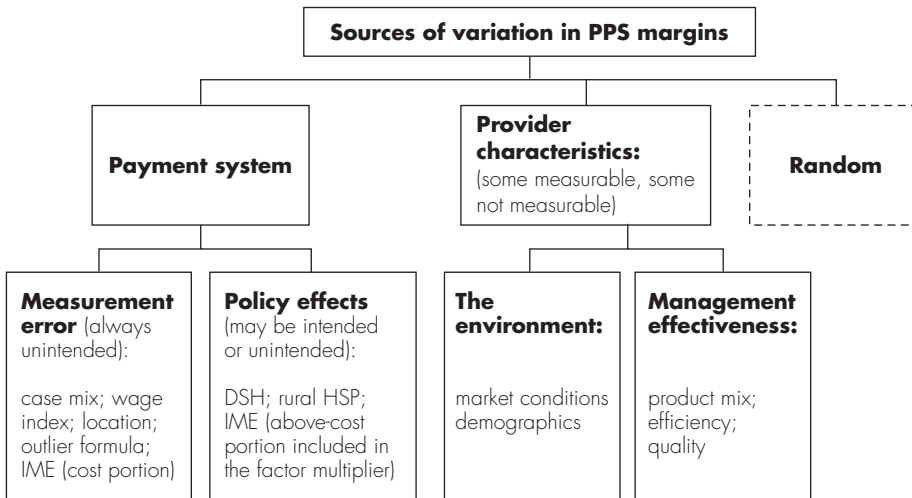 Sources of variation in PPS margins
Payment system
Provider
characteristics:
(some measurable, some
not measurable)
Random
Measurement
error (always
unintended):
case mix; wage
index; location;
outlier formula;
IME (cost portion)
Policy effects
(may be intended
or unintended):
DSH; rural HSP;
IME (above-cost
portion included in
the factor multiplier)
The
environment:
market conditions
demographics
Management
effectiveness:
product mix;
efficiency;
quality